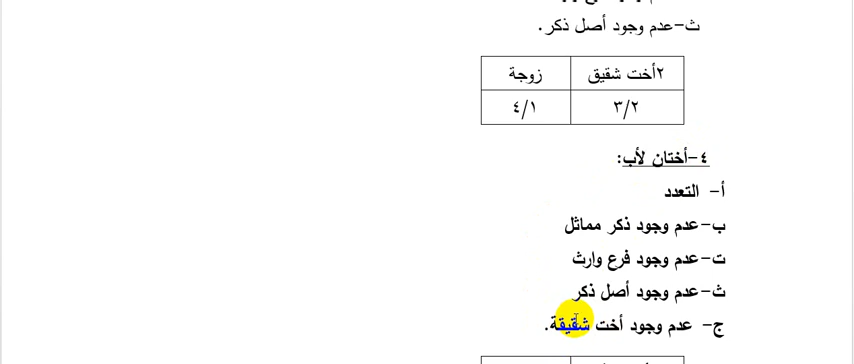 ث-عدم وجود أصل ذكر.
٢أخت شقيق زوجة
٣/٢ ٤/١
٤-أختان لأب:
أ- التعدد
ب-عدم وجود ذكر مماثل
ت-عدم وجود فرع وارث
ث-عدم وجود أصل ذكر
ج- عدم وجود أخت شقيقة.